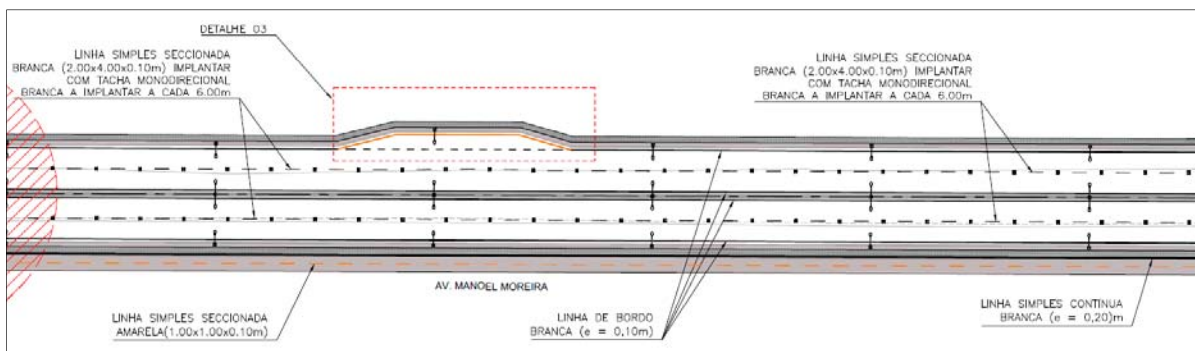 DETALHE 03
LINHA SIMPLES SECCIONADA
BRANCA (2.00x4.00x0.10m) IMPLANTAR
COM TACHA MONODIRECIONAL
BRANCA A IMPLANTAR A CADA 6.00m
LINHA SIMPLES SECCIONADA
BRANCA (2.00x4.00x0.10m) IMPLANTAR
COM TACHA MONODIRECIONAL
BRANCA A IMPLANTAR A CADA 6.00m
AV. MANOEL MOREIRA
LINHA SIMPLES SECCIONADA
AMARELA(1.00x1.00x0.10m)
LINHA DE BORDO
BRANCA (e = 0,10m)
LINHA SIMPLES CONTINUA
BRANCA (e = 0,20)m